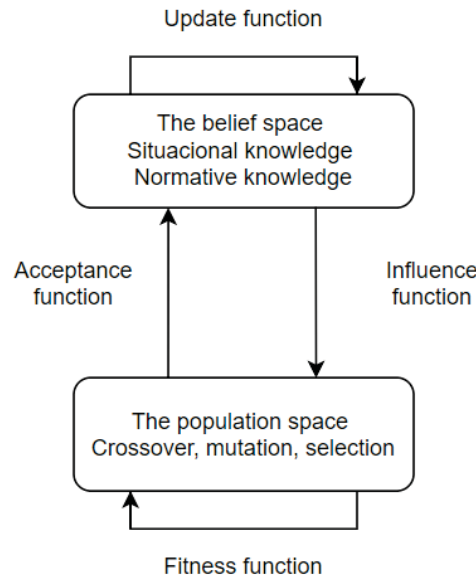 Update function
The belief space
Situacional knowledge
Normative knowledge
Acceptance
function
Influence
function
The population space
Crossover, mutation, selection
Fitness function